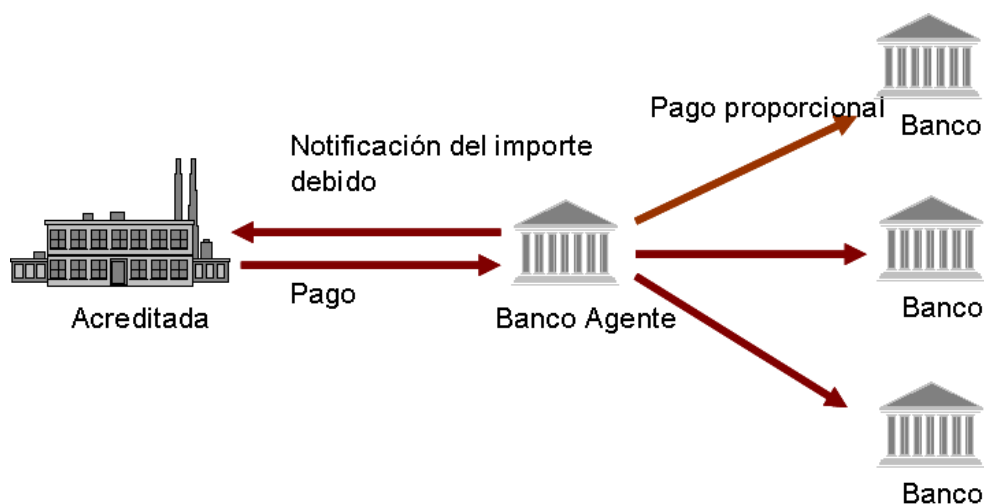 Pago proporcional
Banco
Notificación del importe
debido
Pago
Acreditada
Banco Agente
Banco
Banco